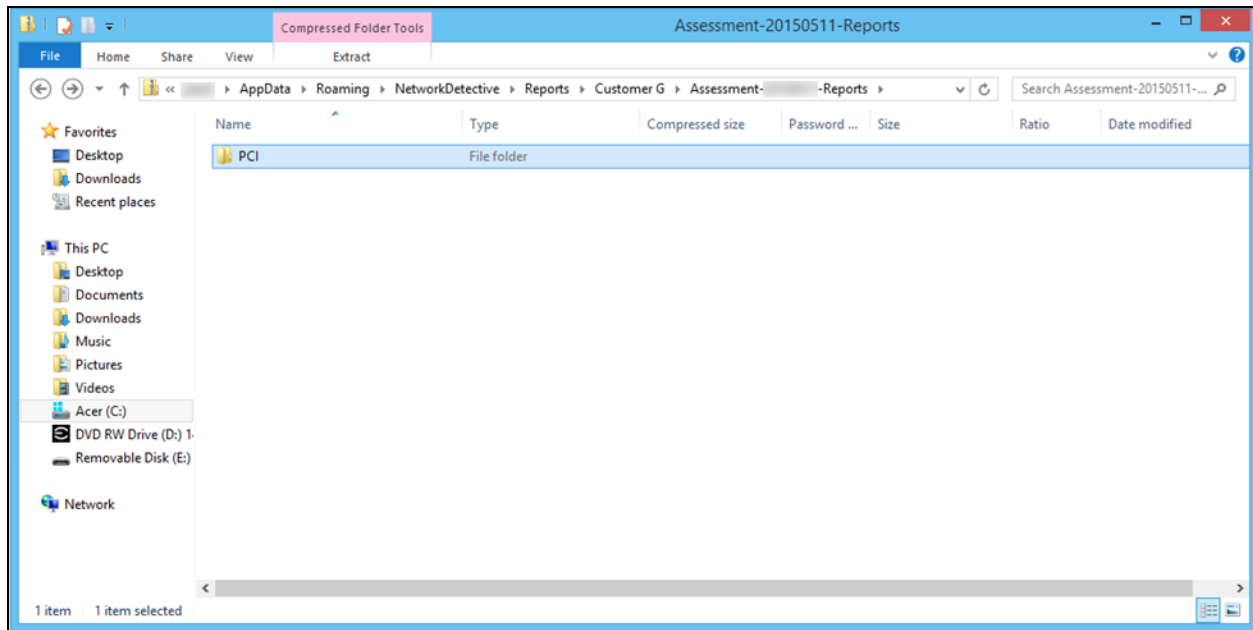 Compressed Folder Tools
Assessment-20150511-Reports
File Home Share View Extract
« AppData Roaming NetworkDetective Reports Customer G Assessment- -Reports
Search Assessment-20150511-...
Name Type Compressed size Password ... Size Ratio Date modified
PCI File folder
Favorites
Desktop
Downloads
Recent places
This PC
Desktop
Documents
Downloads
Music
Pictures
Videos
Acer (C:)
DVD RW Drive (D:) 1
Removable Disk (E:)
Network
1 item 1 item selected